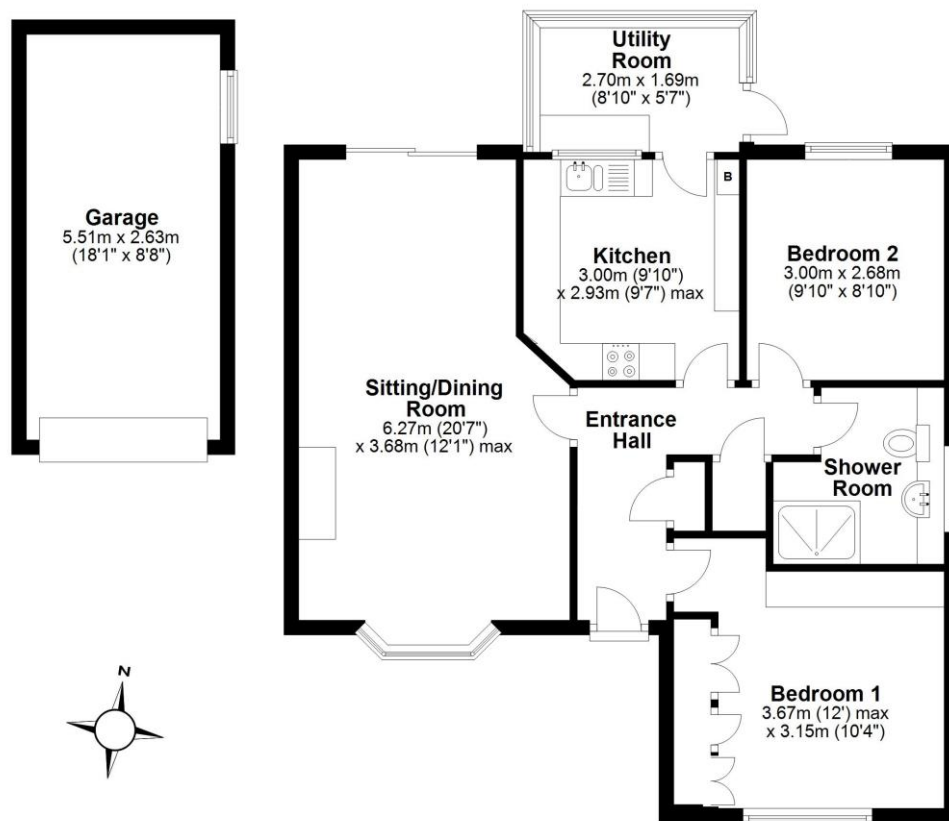 Utility
Room
2.70m x 1.69m
(8'10" x 5'7")
Garage
5.51m x 2.63m
(18'1" x 8'8")
B
Kitchen
3.00m (9'10")
x 2.93m (9'7") max
Bedroom 2
3.00m x 2.68m
(9'10" x 8'10")
Sitting/Dining
Room
6.27m (20'7")
x 3.68m (12'1") max
Entrance
Hall
Shower
Room
N
Bedroom 1
3.67m (12') max
x 3.15m (10'4")